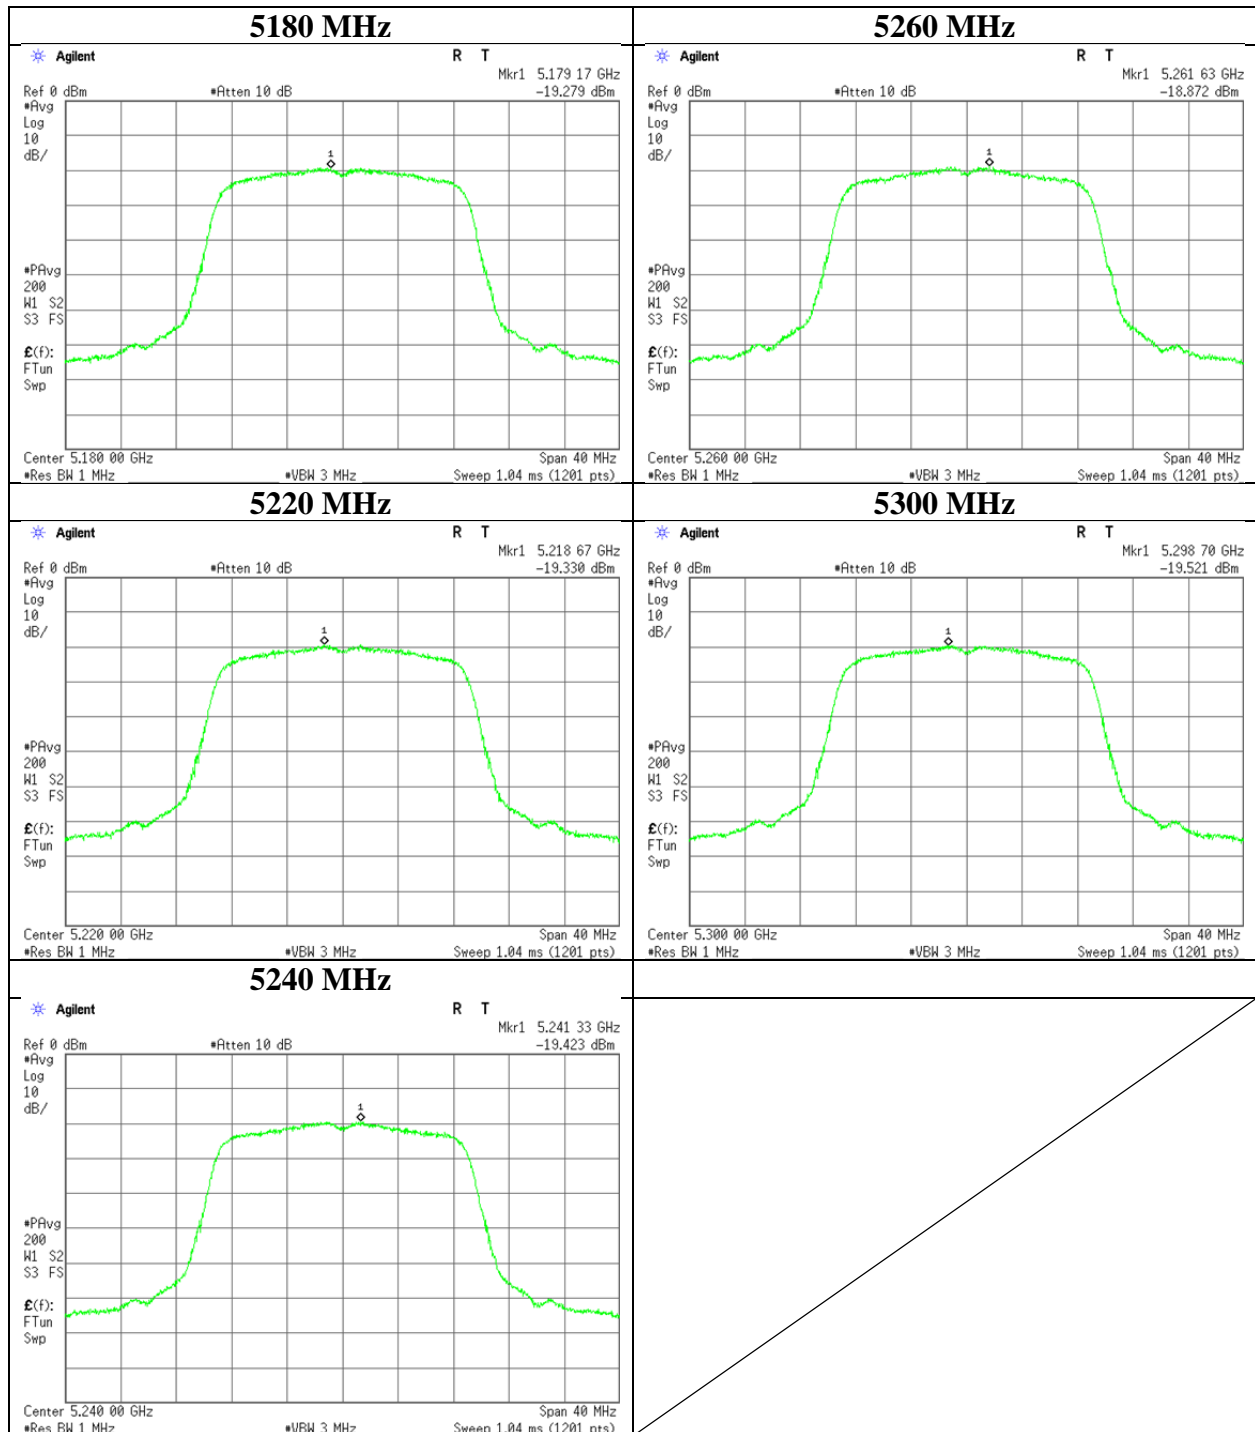 5180 MHz
Agilent R T
Mkr1 5.179 17 GHz
Ref 0 dBm #Atten 10 dB -19.279 dBm
#Avg
Log
10
dB/
1
#PAvg
200
W1 S2
S3 FS
£(f):
FTun
Swp
Center 5.180 00 GHz Span 40 MHz
#Res BW 1 MHz #VBW 3 MHz Sweep 1.04 ms (1201 pts)
5260 MHz
Agilent R T
Mkr1 5.261 63 GHz
Ref 0 dBm #Atten 10 dB -18.872 dBm
#Avg
Log
10
dB/
1
#PAvg
200
W1 S2
S3 FS
£(f):
FTun
Swp
Center 5.260 00 GHz Span 40 MHz
#Res BW 1 MHz #VBW 3 MHz Sweep 1.04 ms (1201 pts)
5220 MHz
Agilent R T
Mkr1 5.218 67 GHz
Ref 0 dBm #Atten 10 dB -19.330 dBm
#Avg
Log
10
dB/
1
#PAvg
200
W1 S2
S3 FS
£(f):
FTun
Swp
Center 5.220 00 GHz Span 40 MHz
#Res BW 1 MHz #VBW 3 MHz Sweep 1.04 ms (1201 pts)
5300 MHz
Agilent R T
Mkr1 5.298 70 GHz
Ref 0 dBm #Atten 10 dB -19.521 dBm
#Avg
Log
10
dB/
1
#PAvg
200
W1 S2
S3 FS
£(f):
FTun
Swp
Center 5.300 00 GHz Span 40 MHz
#Res BW 1 MHz #VBW 3 MHz Sweep 1.04 ms (1201 pts)
5240 MHz
Agilent R T
Mkr1 5.241 33 GHz
Ref 0 dBm #Atten 10 dB -19.423 dBm
#Avg
Log
10
dB/
1
#PAvg
200
W1 S2
S3 FS
£(f):
FTun
Swp
Center 5.240 00 GHz Span 40 MHz
#Res BW 1 MHz #VBW 3 MHz Sweep 1.04 ms (1201 pts)